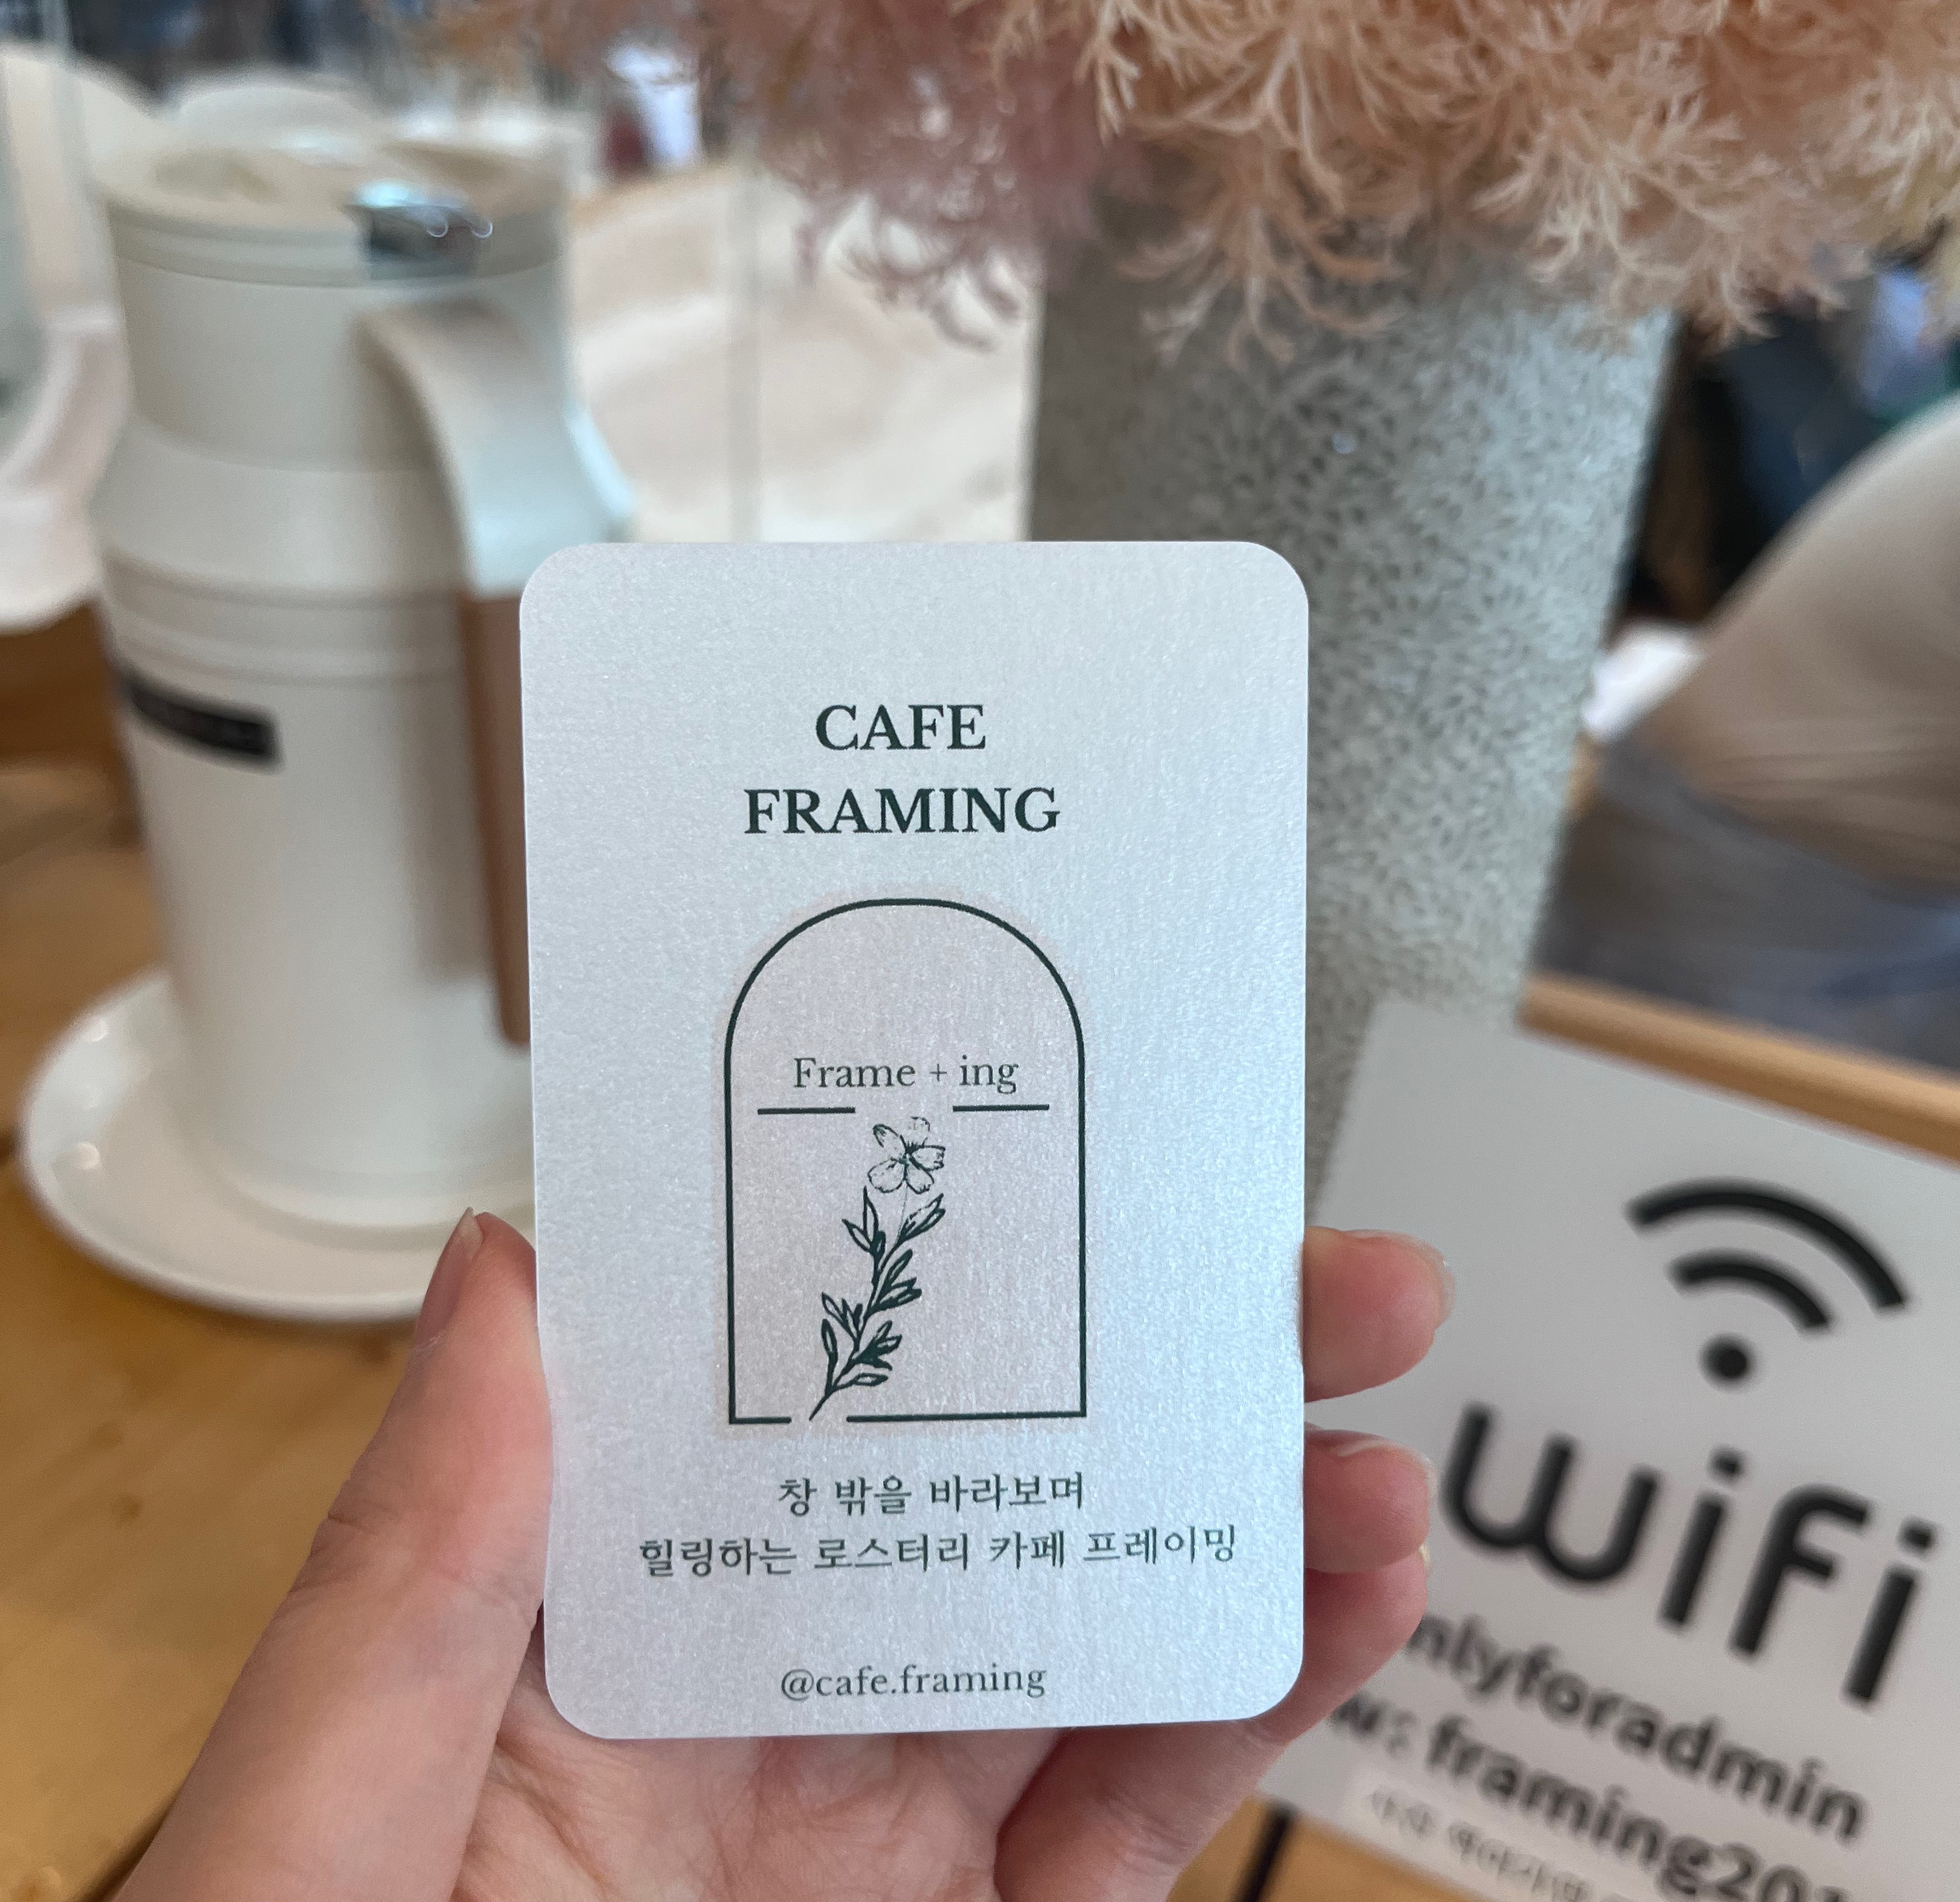 CAFE
FRAMING
Frame + ing
창 밖을 바라보며
힐링하는 로스터리 카페 프레이밍
@cafe.framing
wifi
nlyforadmin
w: framing20